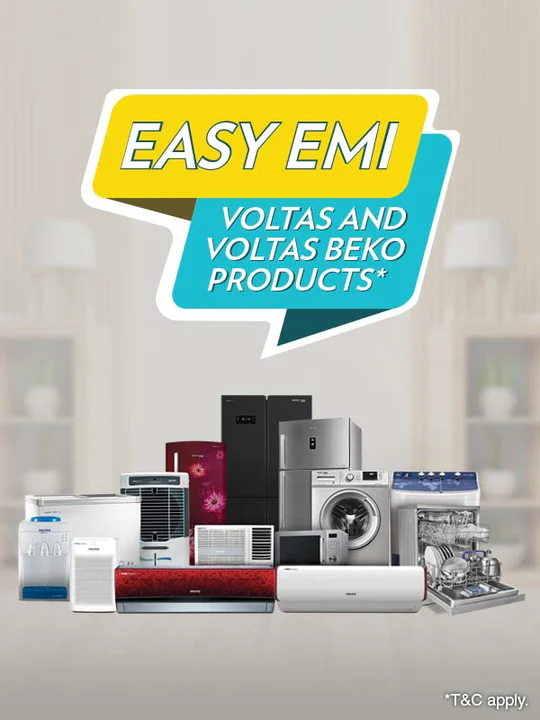 EASY EMI
VOLTAS AND
VOLTAS BEKO
PRODUCTS*
*T&C apply.